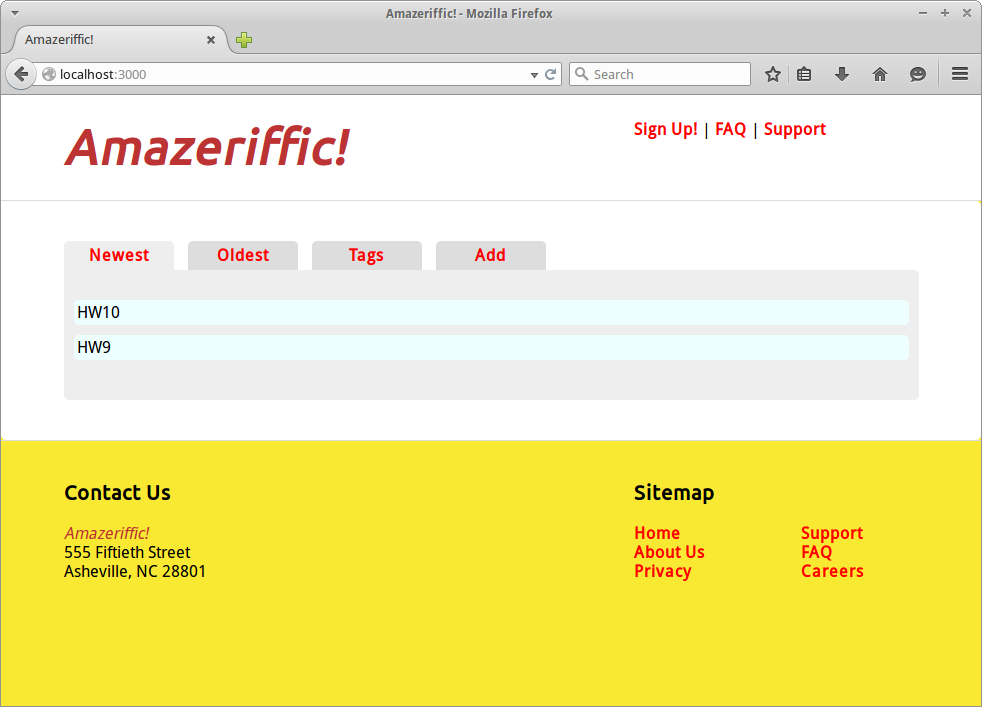 Amazeriffic! - Mozilla Firefox
Amazeriffic!
localhost:3000
Search
Amazeriffic!
Sign Up! | FAQ | Support
Newest Oldest Tags Add
HW10
HW9
Contact Us
Amazeriffic!
555 Fiftieth Street
Asheville, NC 28801
Sitemap
Home Support
About Us FAQ
Privacy Careers